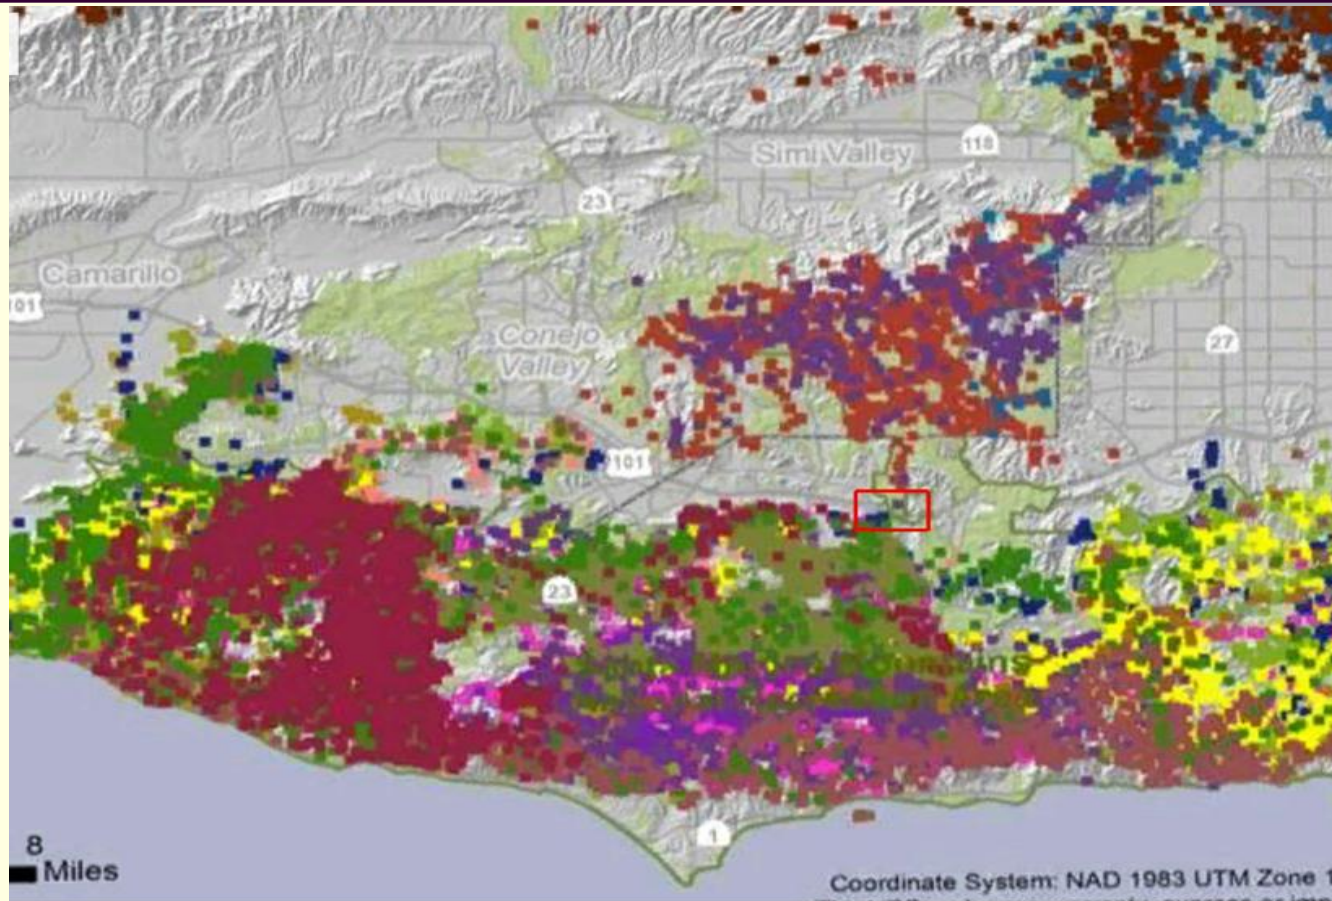 118
Simi Valley
23
Camarillo
101
Conejo
Valley
27
101
23
1
8
Miles
Coordinate System: NAD 1983 UTM Zone 1